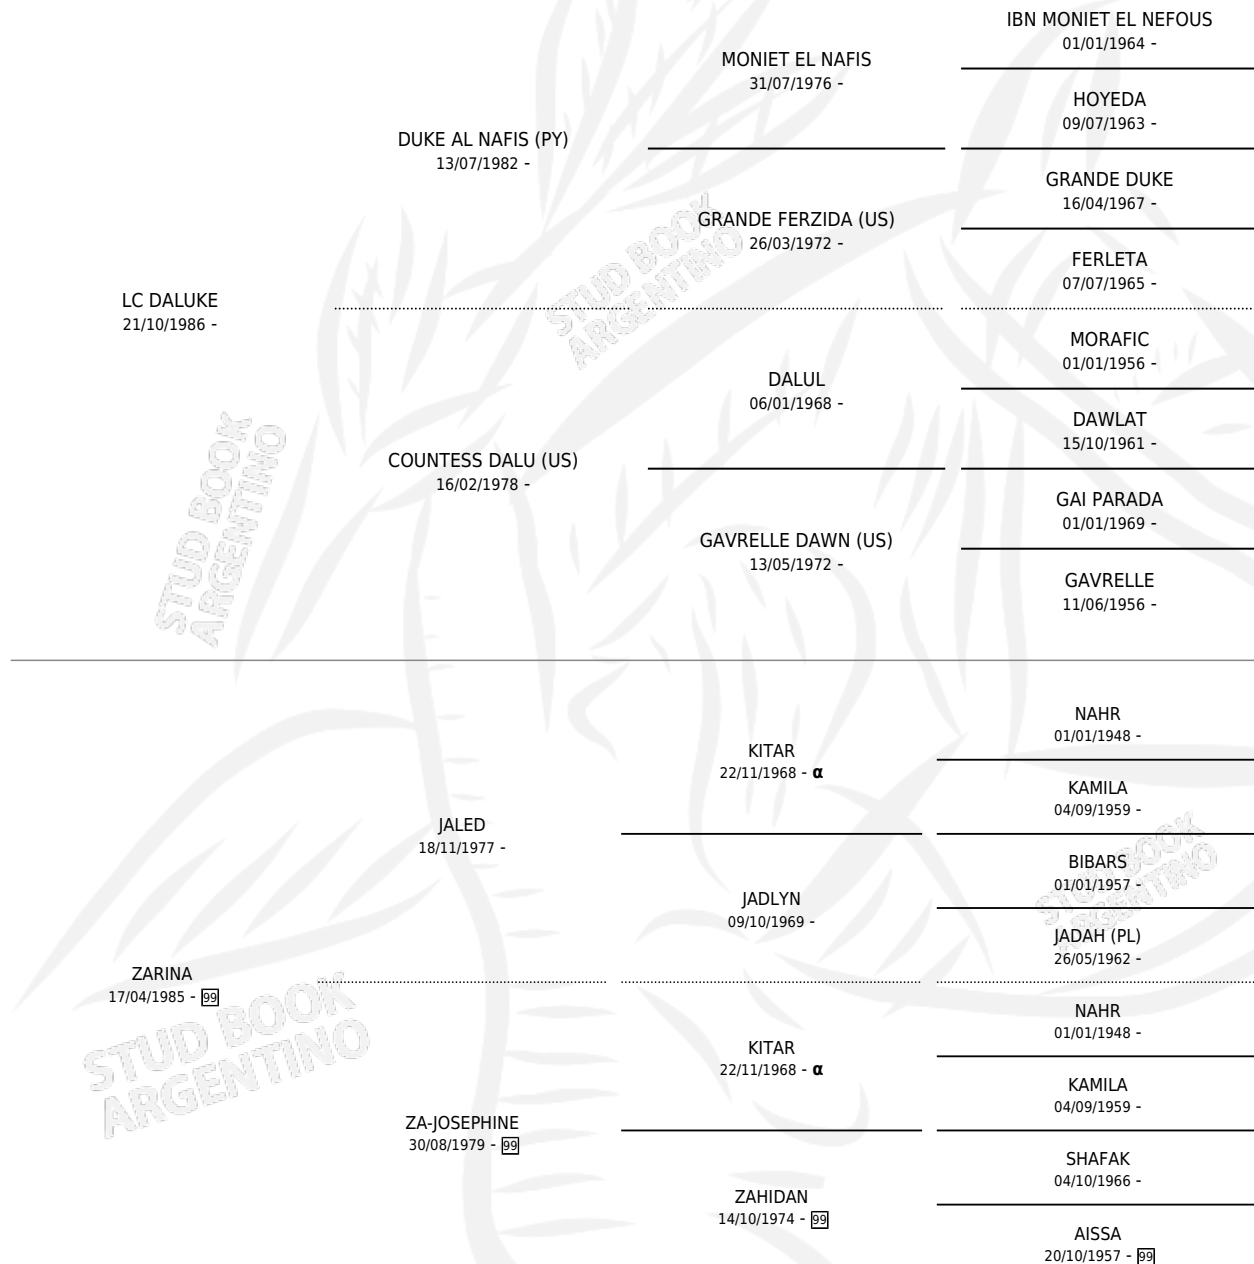 IBN MONIET EL NEFOUS
01/01/1964 -
MONIET EL NAFIS
31/07/1976 -
HOYEDA
09/07/1963 -
DUKE AL NAFIS (PY)
13/07/1982 -
GRANDE DUKE
16/04/1967 -
GRANDE FERZIDA (US)
26/03/1972 -
FERLETA
07/07/1965 -
LC DALUKE
21/10/1986 -
MORAFIC
01/01/1956 -
DALUL
06/01/1968 -
DAWLAT
15/10/1961 -
COUNTESS DALU (US)
16/02/1978 -
GAI PARADA
01/01/1969 -
GAVRELLE DAWN (US)
13/05/1972 -
GAVRELLE
11/06/1956 -
NAHR
01/01/1948 -
KITAR
22/11/1968 - α
KAMILA
04/09/1959 -
JALED
18/11/1977 -
BIBARS
01/01/1957 -
JADLYN
09/10/1969 -
JADAH (PL)
26/05/1962 -
ZARINA
17/04/1985 - 99
NAHR
01/01/1948 -
KITAR
22/11/1968 - α
KAMILA
04/09/1959 -
ZA-JOSEPHINE
30/08/1979 - 99
SHAFAK
04/10/1966 -
ZAHIDAN
14/10/1974 - 99
AISSA
20/10/1957 - 99
STUD BOOK
ARGENTINO
STUD BOOK
ARGENTINO
STUD BOOK
ARGENTINO
STUD BOOK
ARGENTINO